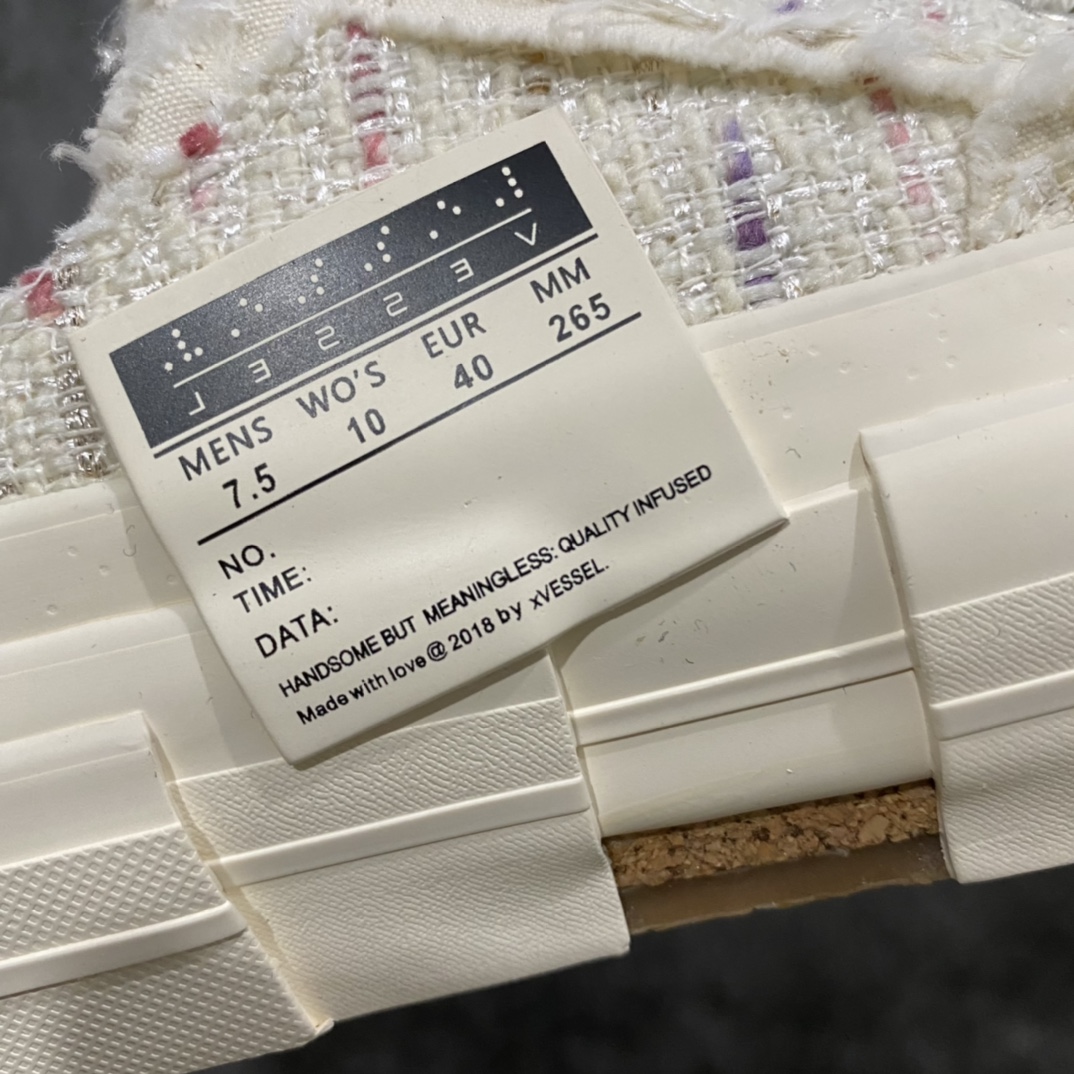 VESSEL
MENS WO'S EUR MM
7.5 10 40 265
NO.
TIME:
DATA:
HANDSOME BUT MEANINGLESS: QUALITY INFUSED
Made with love @ 2018 by xVESSEL.